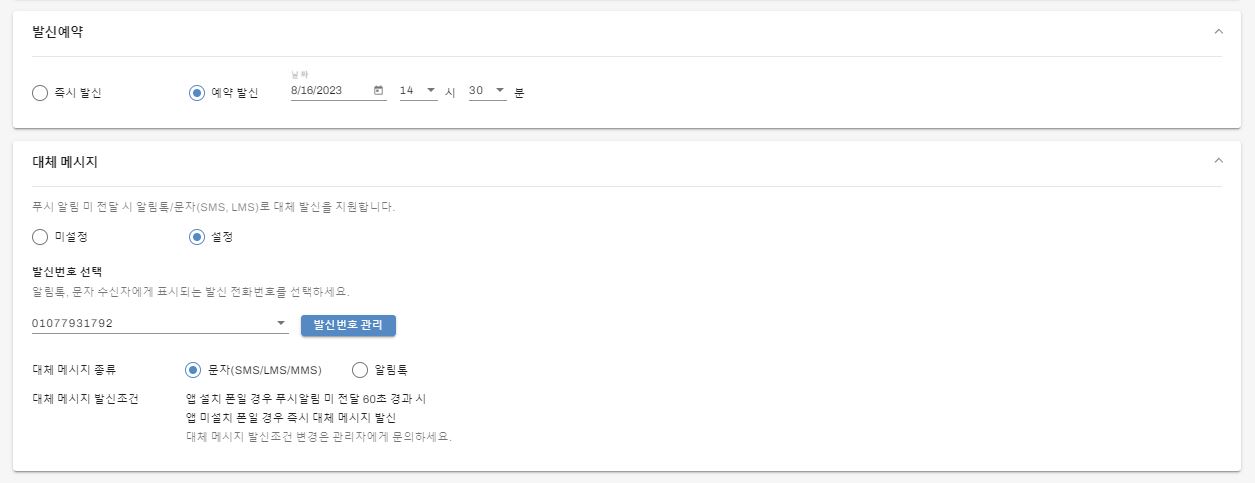 발신예약
즉시 발신
예약 발신
날짜
8/16/2023
14 시
30 분
대체 메시지
푸시 알림 미 전달 시 알림톡/문자(SMS, LMS)로 대체 발신을 지원합니다.
미설정
설정
발신번호 선택
알림톡, 문자 수신자에게 표시되는 발신 전화번호를 선택하세요.
01077931792
발신번호 관리
대체 메시지 종류
문자(SMS/LMS/MMS)
알림톡
대체 메시지 발신조건
앱 설치 폰일 경우 푸시알림 미 전달 60초 경과 시
앱 미설치 폰일 경우 즉시 대체 메시지 발신
대체 메시지 발신조건 변경은 관리자에게 문의하세요.